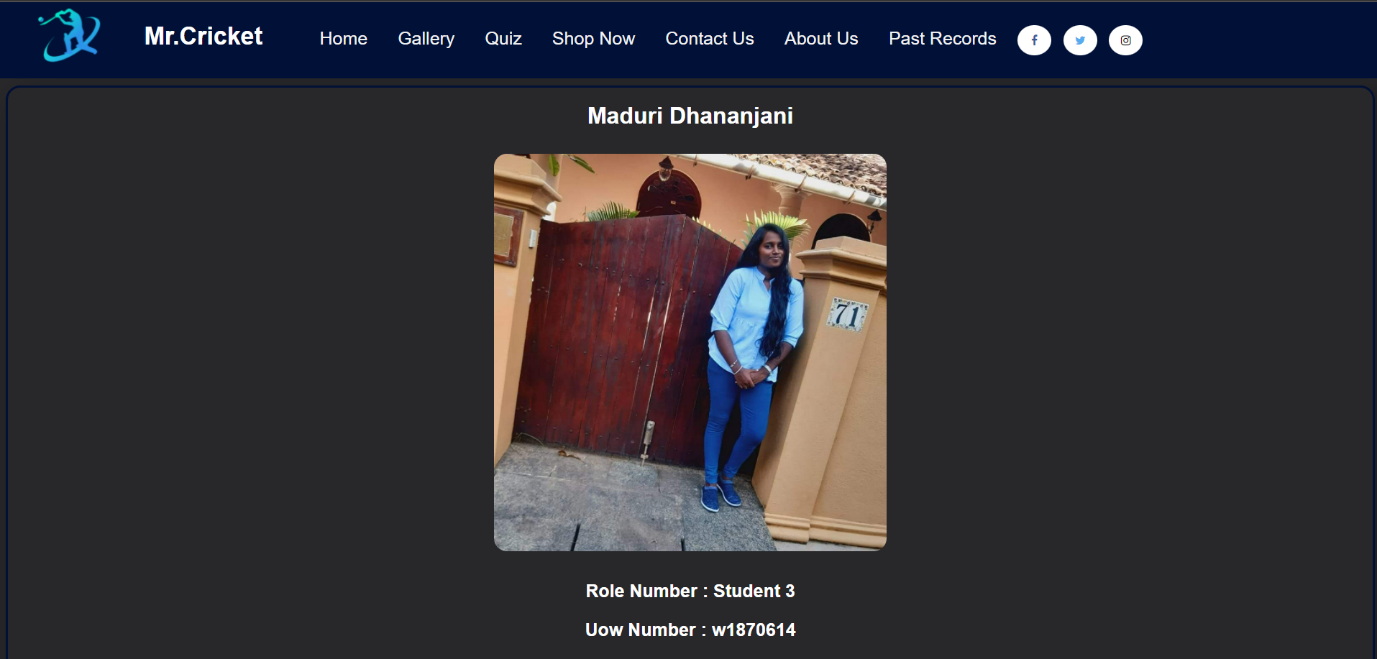 Mr.Cricket Home Gallery Quiz Shop Now Contact Us About Us Past Records
Maduri Dhananjani
71
Role Number : Student 3
Uow Number : w1870614